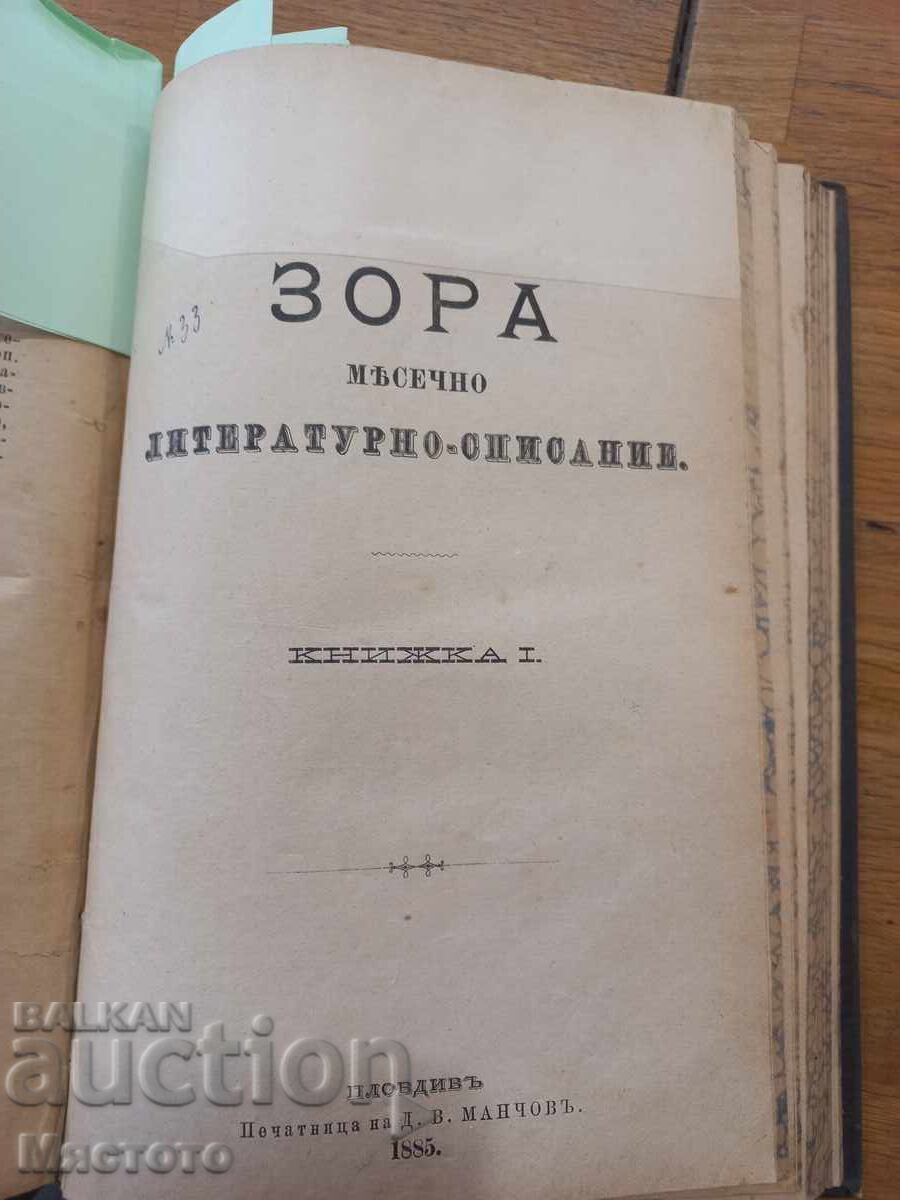 ЗОРА
№ 33
МѢСЕЧНО
ЛИТЕРАТУРНО-СПИСАНИЕ.
КНИЖКА I.
ПЛОВДИВЪ
Печатница на Д. В. МАНЧОВЪ.
1885.
BALKAN
auction
Мястото